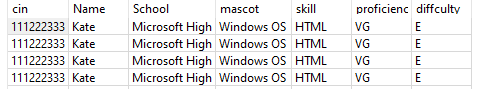 cin Name School mascot skill proficienc diffculty
111222333 Kate Microsoft High Windows OS HTML VG E
111222333 Kate Microsoft High Windows OS HTML VG E
111222333 Kate Microsoft High Windows OS HTML VG E
111222333 Kate Microsoft High Windows OS HTML VG E